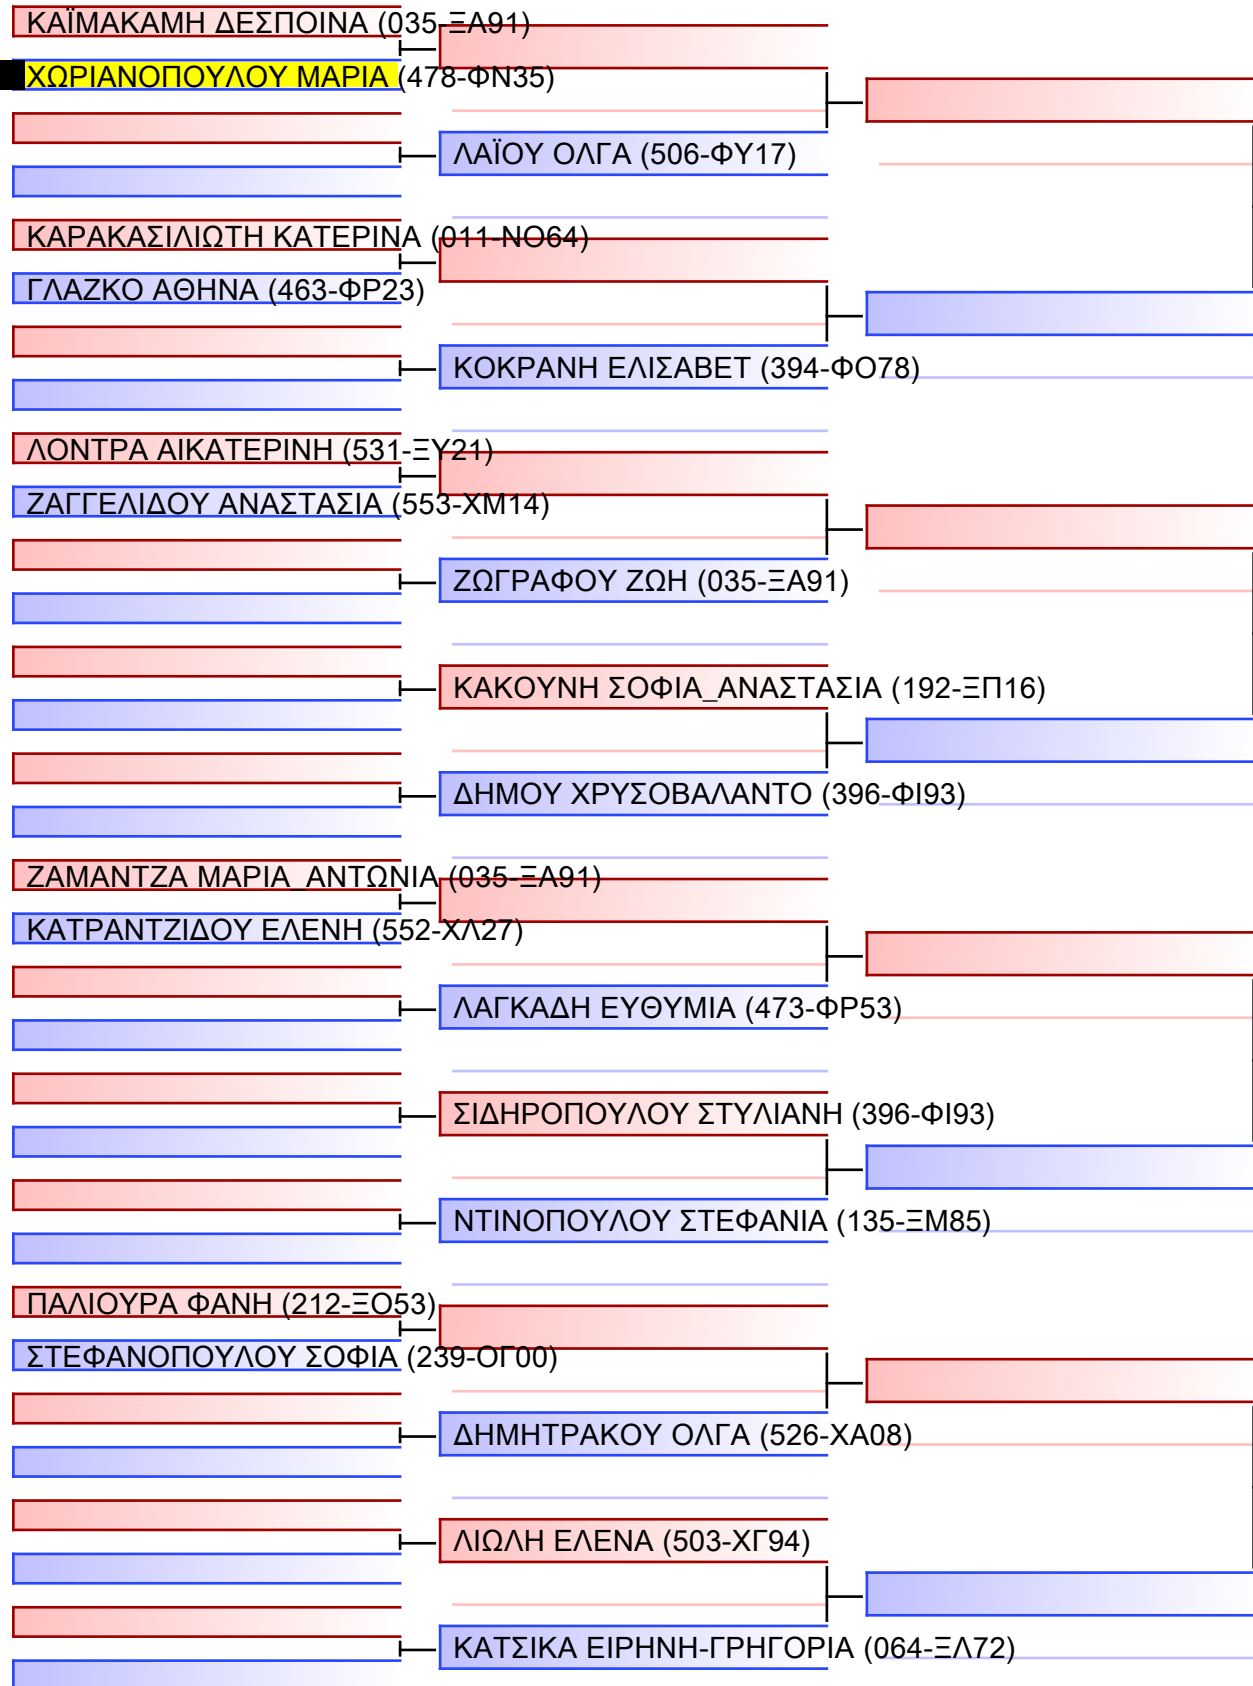 ΚΑΪΜΑΚΑΜΗ ΔΕΣΠΟΙΝΑ (035-ΞΑ91)
ΧΩΡΙΑΝΟΠΟΥΛΟΥ ΜΑΡΙΑ (478-ΦΝ35)
ΛΑΪΟΥ ΟΛΓΑ (506-ΦΥ17)
ΚΑΡΑΚΑΣΙΛΙΩΤΗ ΚΑΤΕΡΙΝΑ (011-ΝΟ64)
ΓΛΑΖΚΟ ΑΘΗΝΑ (463-ΦΡ23)
ΚΟΚΡΑΝΗ ΕΛΙΣΑΒΕΤ (394-ΦΟ78)
ΛΟΝΤΡΑ ΑΙΚΑΤΕΡΙΝΗ (531-ΞΥ21)
ΖΑΓΓΕΛΙΔΟΥ ΑΝΑΣΤΑΣΙΑ (553-ΧΜ14)
ΖΩΓΡΑΦΟΥ ΖΩΗ (035-ΞΑ91)
ΚΑΚΟΥΝΗ ΣΟΦΙΑ_ΑΝΑΣΤΑΣΙΑ (192-ΞΠ16)
ΔΗΜΟΥ ΧΡΥΣΟΒΑΛΑΝΤΟ (396-ΦΙ93)
ΖΑΜΑΝΤΖΑ ΜΑΡΙΑ_ΑΝΤΩΝΙΑ (035-ΞΑ91)
ΚΑΤΡΑΝΤΖΙΔΟΥ ΕΛΕΝΗ (552-ΧΛ27)
ΛΑΓΚΑΔΗ ΕΥΘΥΜΙΑ (473-ΦΡ53)
ΣΙΔΗΡΟΠΟΥΛΟΥ ΣΤΥΛΙΑΝΗ (396-ΦΙ93)
ΝΤΙΝΟΠΟΥΛΟΥ ΣΤΕΦΑΝΙΑ (135-ΞΜ85)
ΠΑΛΙΟΥΡΑ ΦΑΝΗ (212-ΞΟ53)
ΣΤΕΦΑΝΟΠΟΥΛΟΥ ΣΟΦΙΑ (239-ΟΓ00)
ΔΗΜΗΤΡΑΚΟΥ ΟΛΓΑ (526-ΧΑ08)
ΛΙΩΛΗ ΕΛΕΝΑ (503-ΧΓ94)
ΚΑΤΣΙΚΑ ΕΙΡΗΝΗ-ΓΡΗΓΟΡΙΑ (064-ΞΛ72)